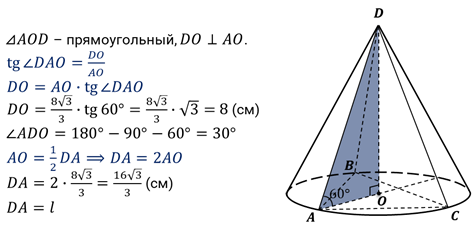 ⊿AOD − прямоугольный, DO ⊥ AO.
tg∠DAO = DO/AO
DO = AO · tg∠DAO
DO = 8√3/3 · tg 60° = 8√3/3 · √3 = 8 (см)
∠ADO = 180° − 90° − 60° = 30°
AO = 1/2 DA ⟹ DA = 2AO
DA = 2 · 8√3/3 = 16√3/3 (см)
DA = l
D
B
60°
O
A
C